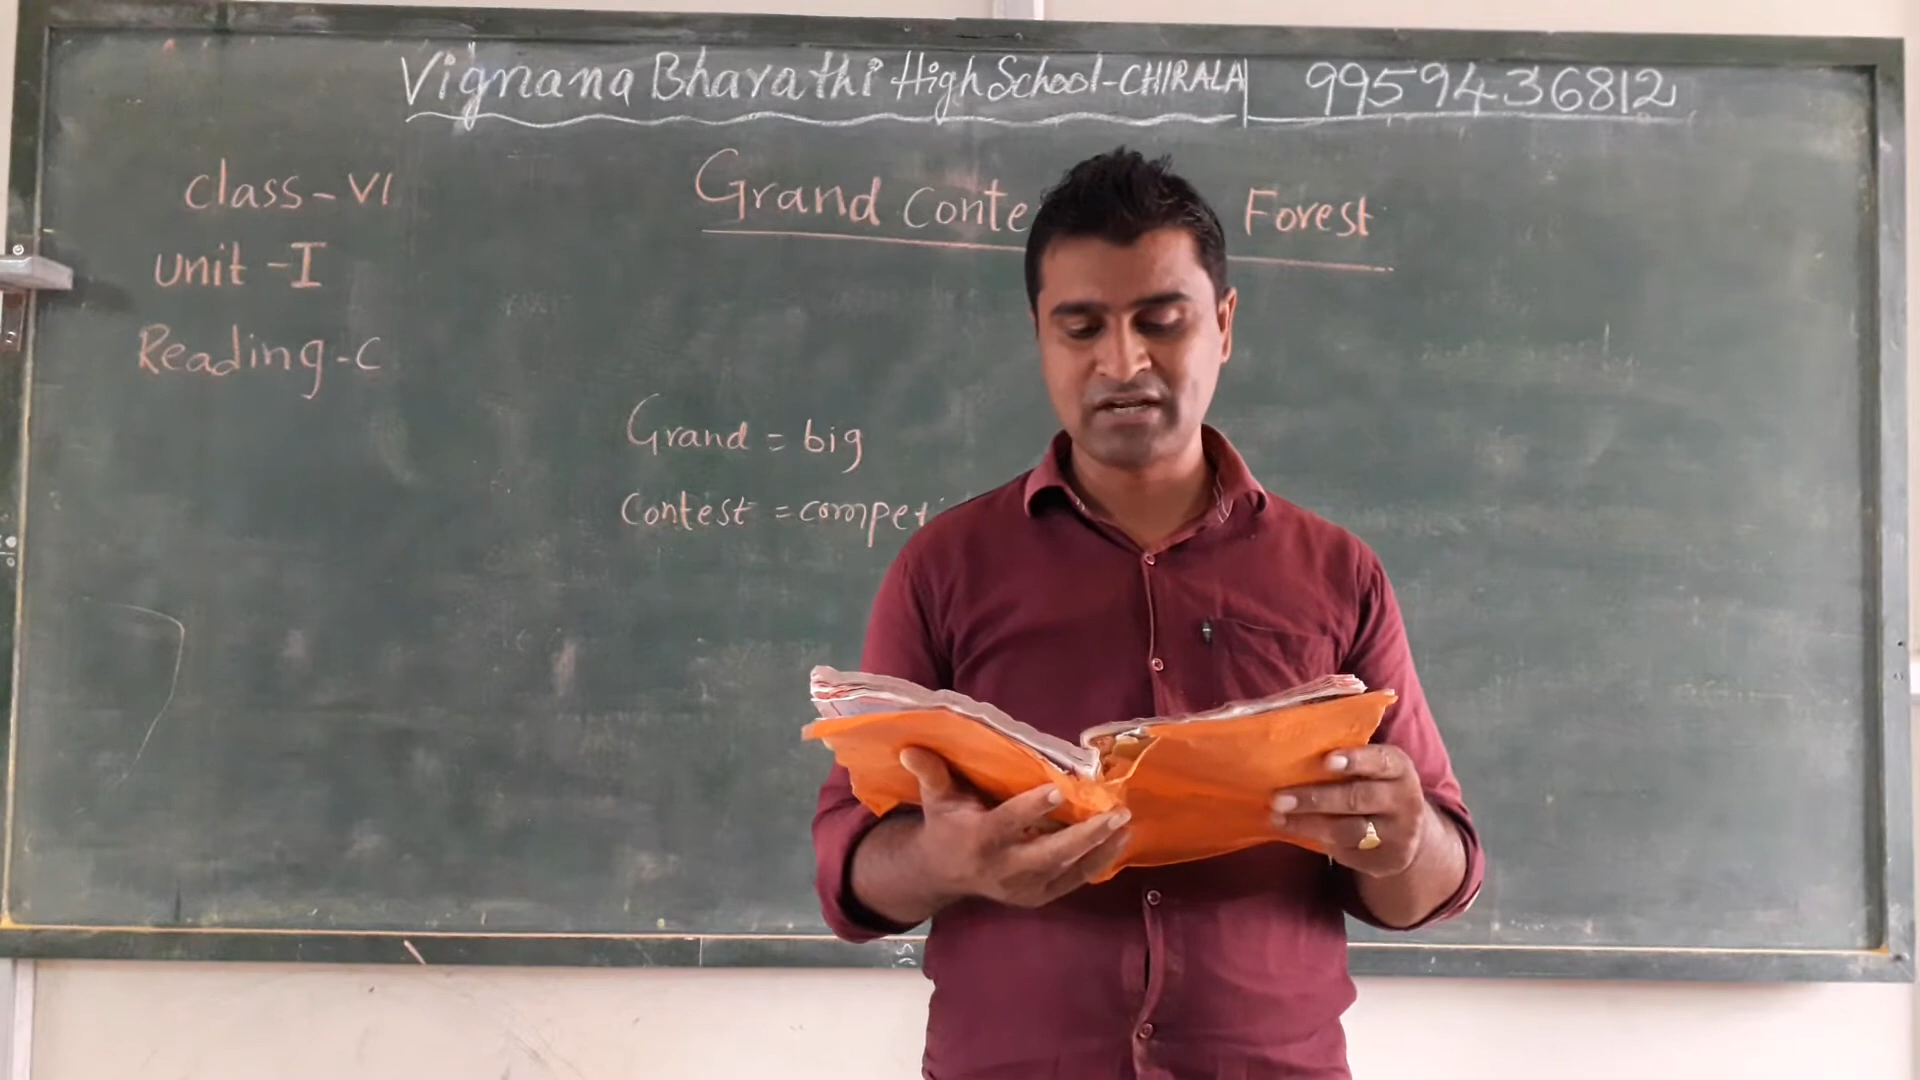 Vignana Bharathi High School-CHIRALA 9959436812
Class-VI
Grand Conte Forest
Unit-I
Reading-C
Grand = big
Contest = compet